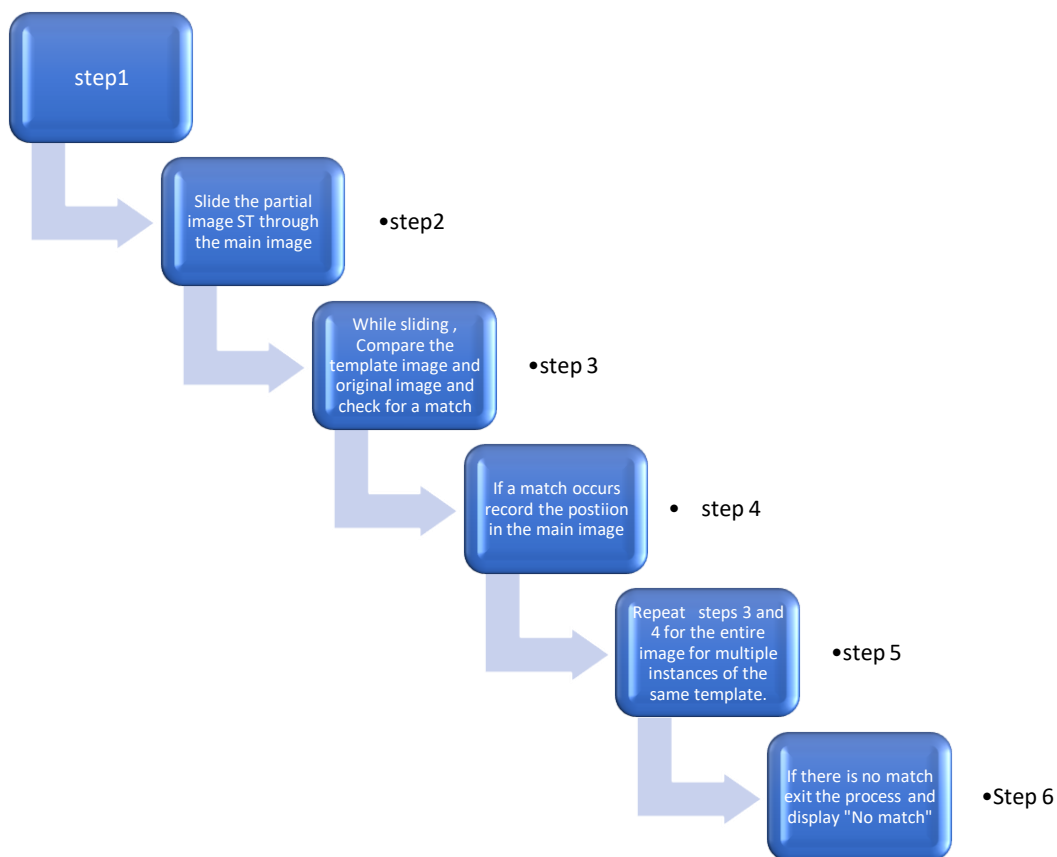 step1
Slide the partial
image ST through
the main image
•step2
While sliding ,
Compare the
template image and
original image and
check for a match
•step 3
If a match occurs
record the postiion
in the main image
• step 4
Repeat steps 3 and
4 for the entire
image for multiple
instances of the
same template.
•step 5
If there is no match
exit the process and
display "No match"
•Step 6